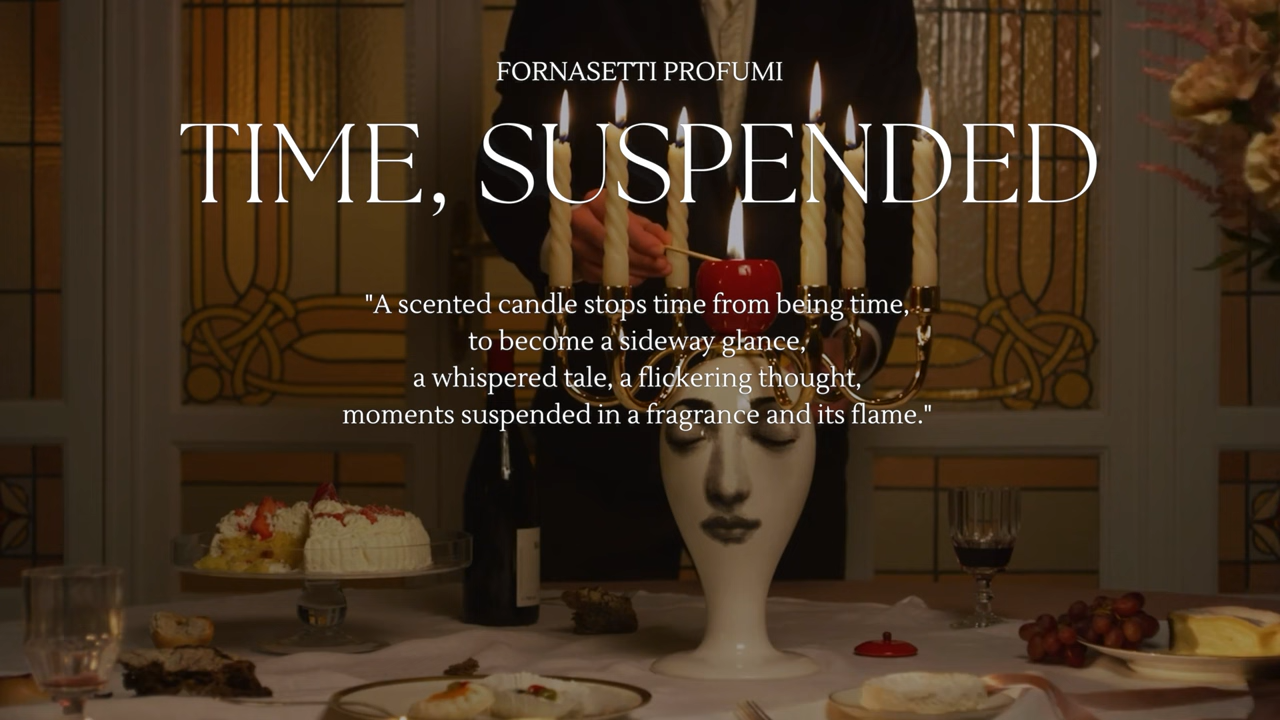 FORNASETTI PROFUMI
TIME, SUSPENDED
"A scented candle stops time from being time,
to become a sideway glance,
a whispered tale, a flickering thought,
moments suspended in a fragrance and its flame."